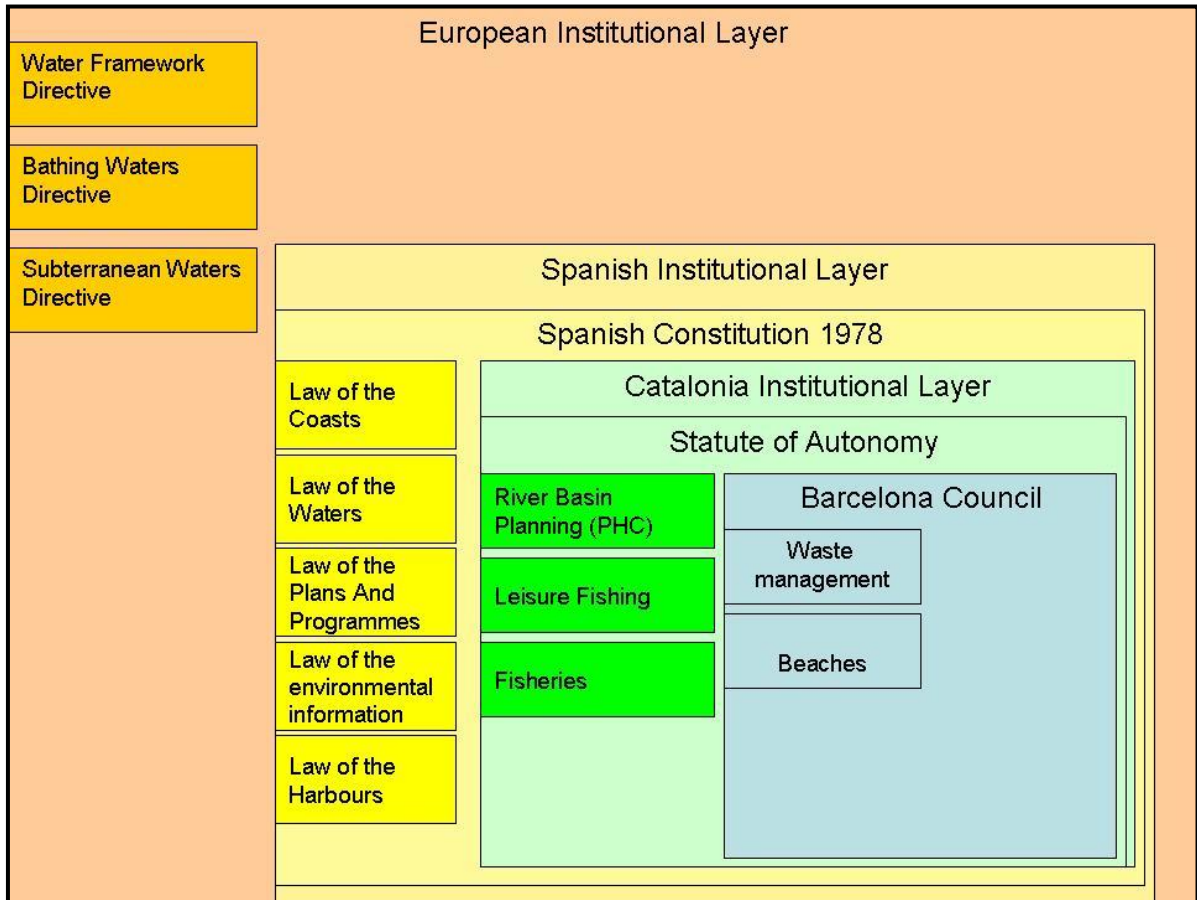 European Institutional Layer
Water Framework
Directive
Bathing Waters
Directive
Subterranean Waters
Directive
Spanish Institutional Layer
Spanish Constitution 1978
Law of the
Coasts
Law of the
Waters
Law of the
Plans And
Programmes
Law of the
environmental
information
Law of the
Harbours
Catalonia Institutional Layer
Statute of Autonomy
River Basin
Planning (PHC)
Leisure Fishing
Fisheries
Barcelona Council
Waste
management
Beaches